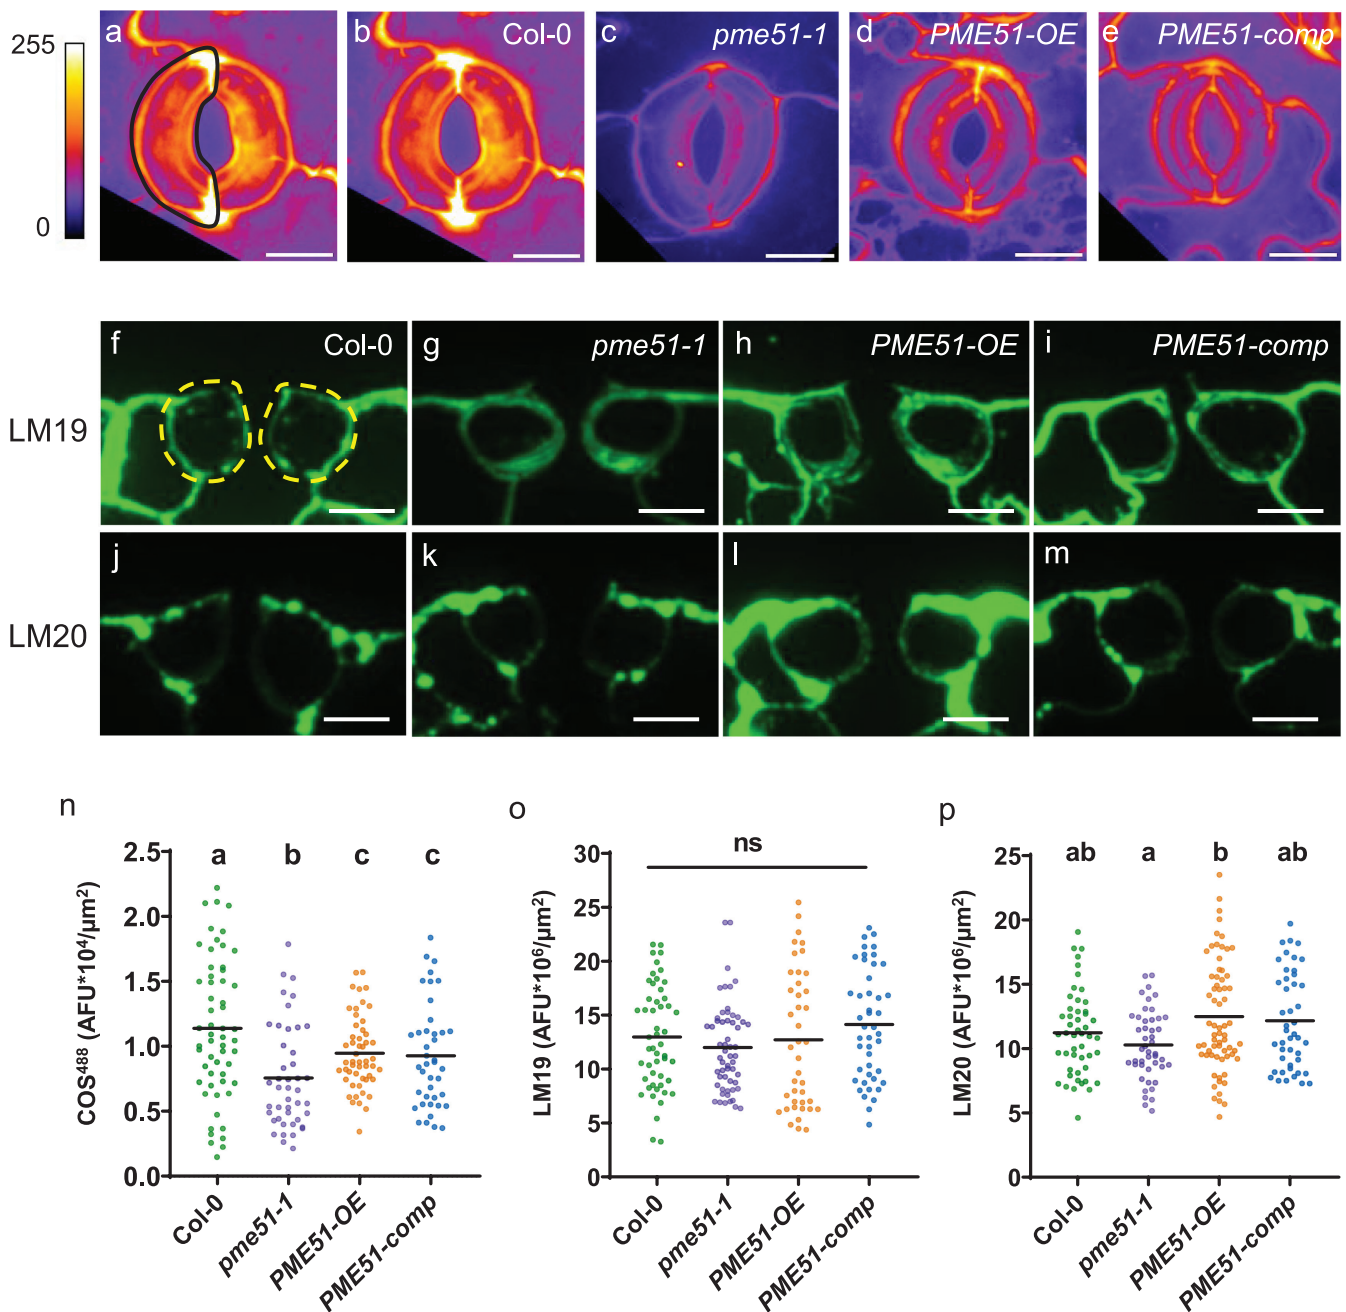 255
0
a
b Col-0
c pme51-1
d PME51-OE
e PME51-comp
LM19
f Col-0
g pme51-1
h PME51-OE
i PME51-comp
LM20
j
k
l
m
n
COS⁴⁸⁸ (AFU*10⁴/µm²)
2.5
2.0
1.5
1.0
0.5
0.0
a b c c
Col-0
pme51-1
PME51-OE
PME51-comp
o
LM19 (AFU*10⁶/µm²)
30
25
20
15
10
5
0
ns
Col-0
pme51-1
PME51-OE
PME51-comp
p
LM20 (AFU*10⁶/µm²)
25
20
15
10
5
0
ab a b ab
Col-0
pme51-1
PME51-OE
PME51-comp